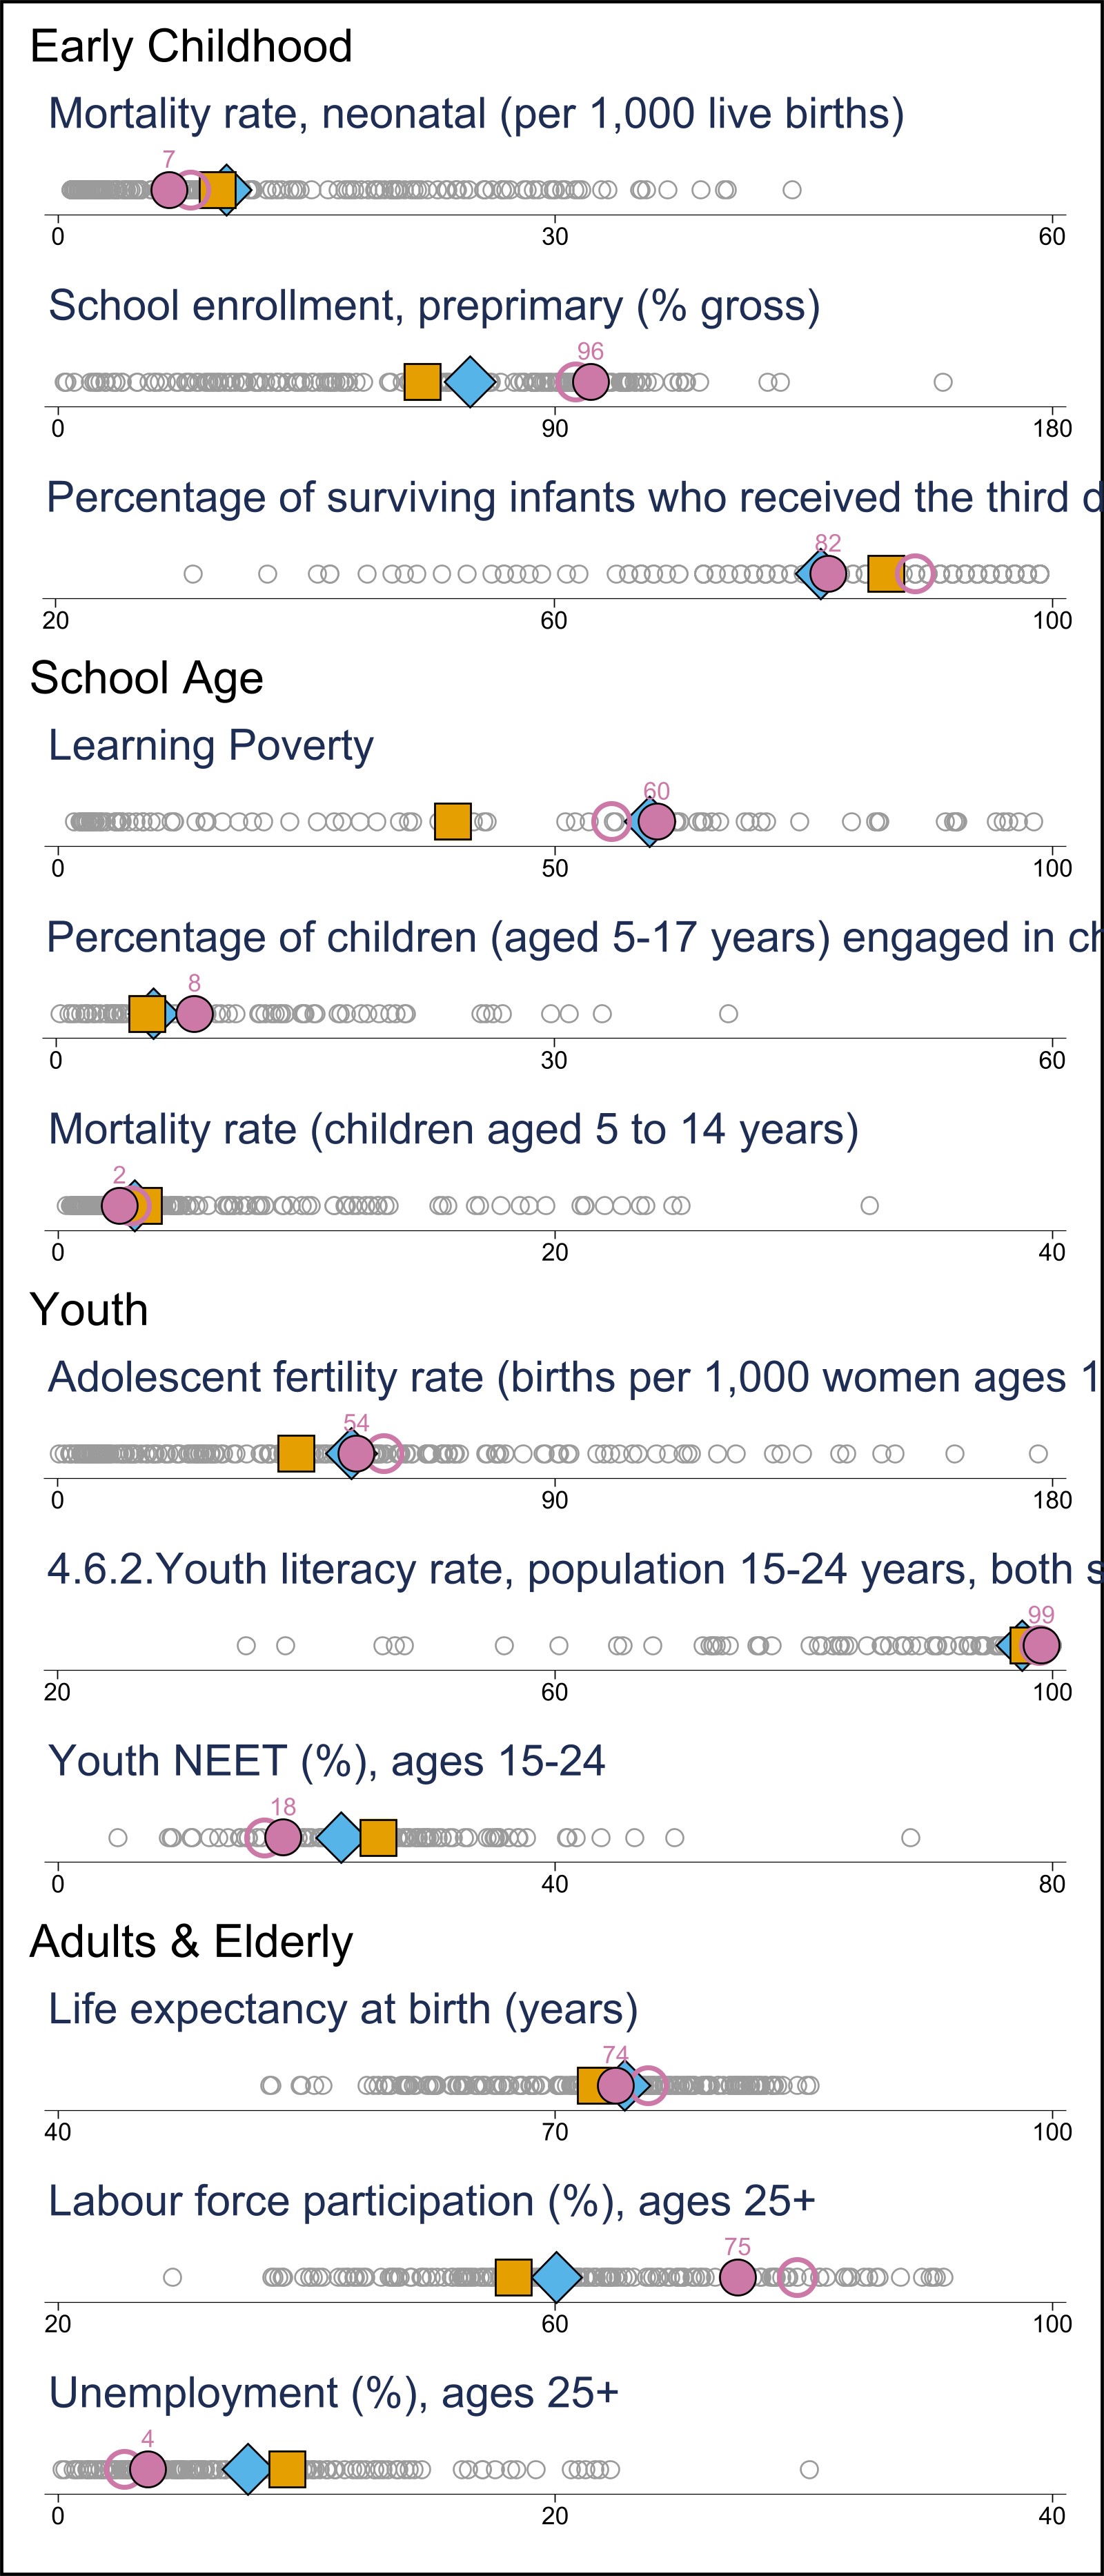 Early Childhood
Mortality rate, neonatal (per 1,000 live births)
7
0 30 60
School enrollment, preprimary (% gross)
96
0 90 180
Percentage of surviving infants who received the third d
82
20 60 100
School Age
Learning Poverty
60
0 50 100
Percentage of children (aged 5-17 years) engaged in ch
8
0 30 60
Mortality rate (children aged 5 to 14 years)
2
0 20 40
Youth
Adolescent fertility rate (births per 1,000 women ages 1
54
0 90 180
4.6.2.Youth literacy rate, population 15-24 years, both s
99
20 60 100
Youth NEET (%), ages 15-24
18
0 40 80
Adults & Elderly
Life expectancy at birth (years)
74
40 70 100
Labour force participation (%), ages 25+
75
20 60 100
Unemployment (%), ages 25+
4
0 20 40